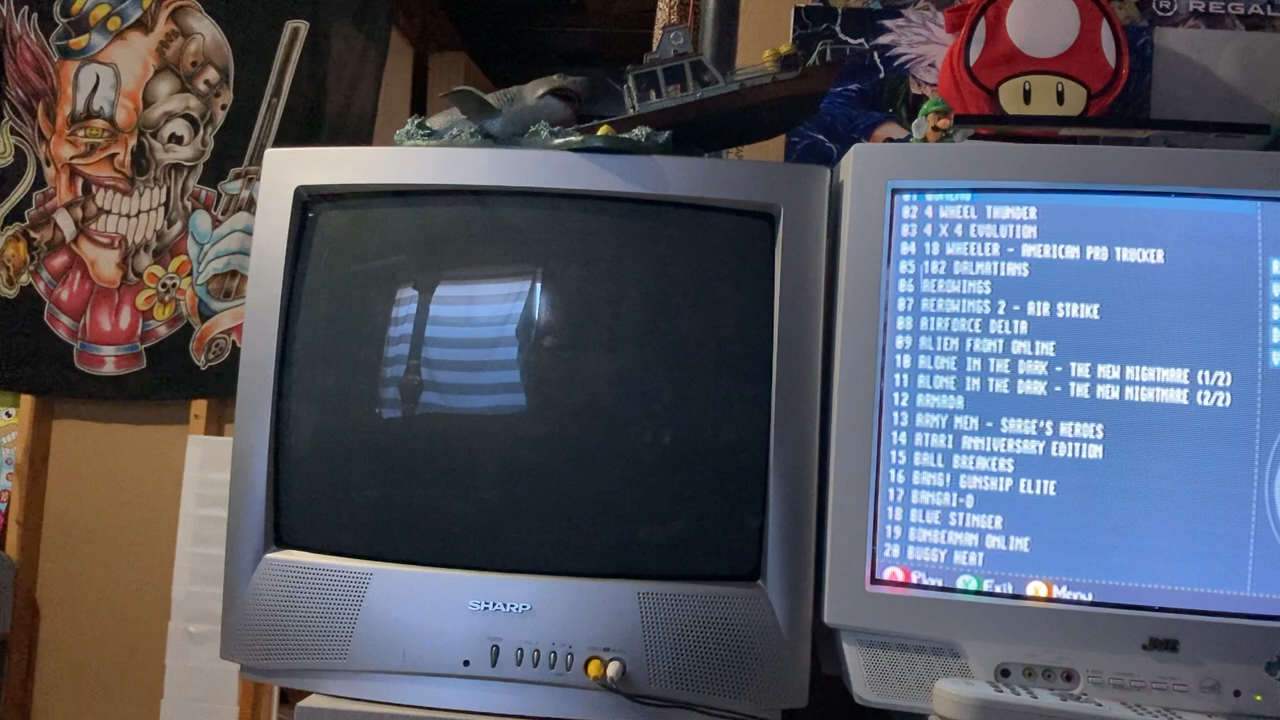 ® REGAL
02 4 WHEEL THUNDER
03 4 X 4 EVOLUTION
04 18 WHEELER - AMERICAN PRO TRUCKER
05 102 DALMATIANS
06 AEROWINGS
07 AEROWINGS 2 - AIR STRIKE
08 AIRFORCE DELTA
09 ALIEN FRONT ONLINE
10 ALONE IN THE DARK - THE NEW NIGHTMARE (1/2)
11 ALONE IN THE DARK - THE NEW NIGHTMARE (2/2)
12 ARMADA
13 ARMY MEN - SARGE'S HEROES
14 ATARI ANNIVERSARY EDITION
15 BALL BREAKERS
16 BANG! GUNSHIP ELITE
17 BANGAI-O
18 BLUE STINGER
19 BOMBERMAN ONLINE
20 BUGGY HEAT
A Play Y Exit X Menu
SHARP
JVC